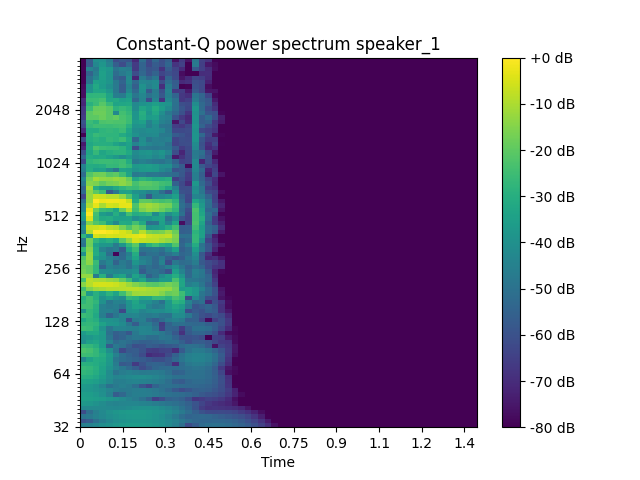 Constant-Q power spectrum speaker_1
Hz
2048
1024
512
256
128
64
32
0 0.15 0.3 0.45 0.6 0.75 0.9 1.1 1.2 1.4
Time
+0 dB
-10 dB
-20 dB
-30 dB
-40 dB
-50 dB
-60 dB
-70 dB
-80 dB